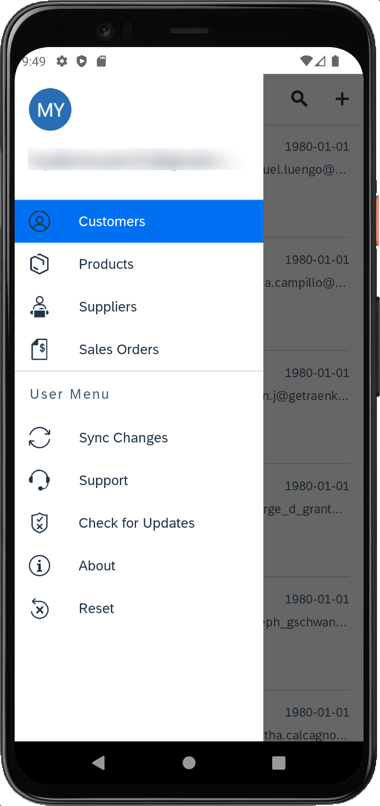 9:49
MY
Customers
Products
Suppliers
Sales Orders
User Menu
Sync Changes
Support
Check for Updates
About
Reset
1980-01-01
uel.luengo@...
1980-01-01
a.campillo@...
1980-01-01
n.j@getraenk...
1980-01-01
rge_d_grant...
1980-01-01
eph_gschwan...
1980-01-01
tha.calcagno...